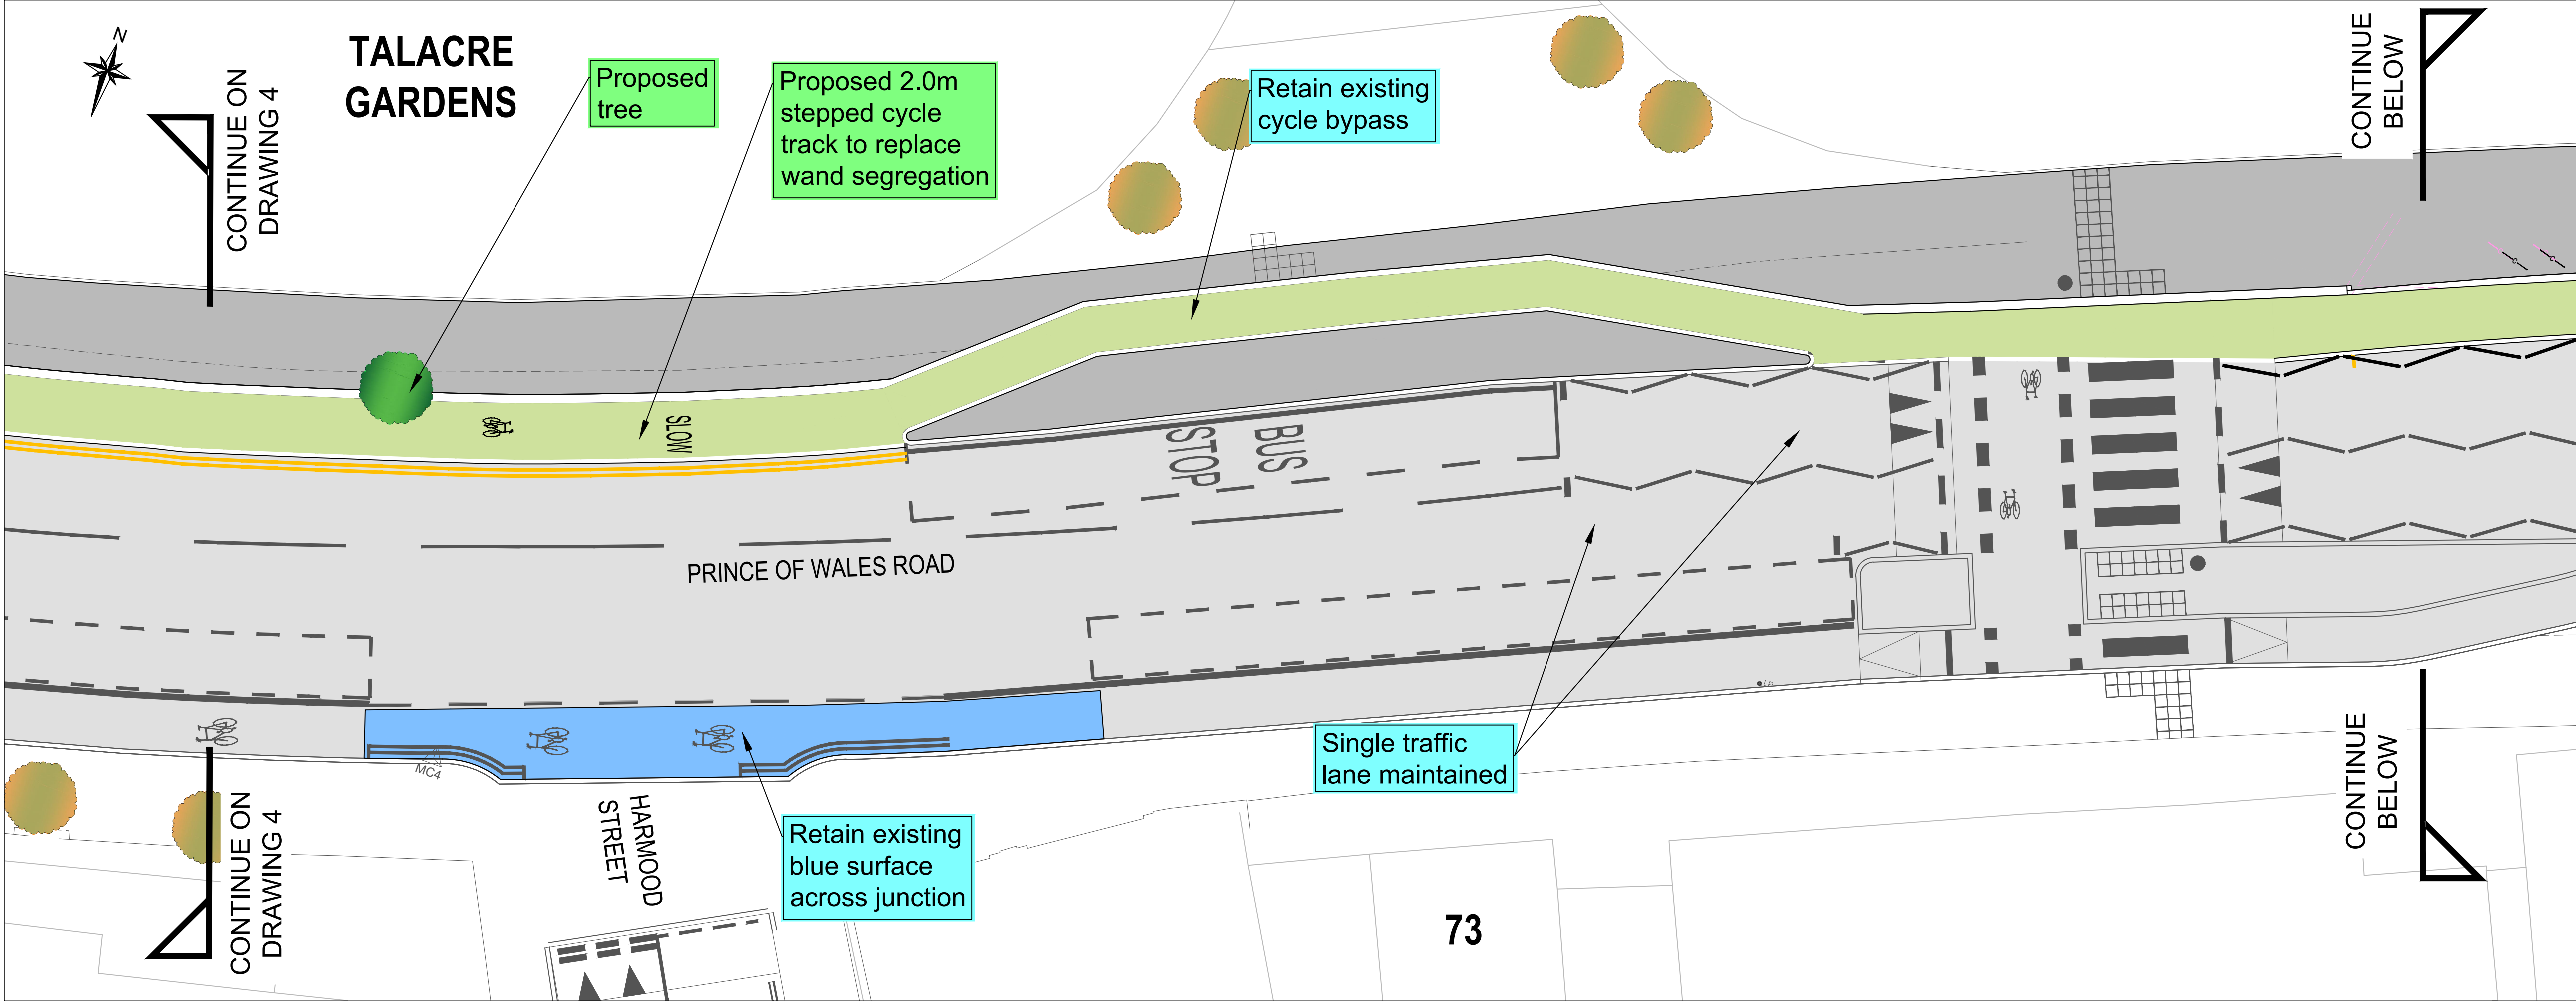 N
TALACRE
GARDENS
CONTINUE ON
DRAWING 4
Proposed
tree
Proposed 2.0m
stepped cycle
track to replace
wand segregation
Retain existing
cycle bypass
CONTINUE
BELOW
SLOW
BUS
STOP
PRINCE OF WALES ROAD
c
c
MC4
LP
HARMOOD
STREET
Retain existing
blue surface
across junction
Single traffic
lane maintained
CONTINUE ON
DRAWING 4
CONTINUE
BELOW
73